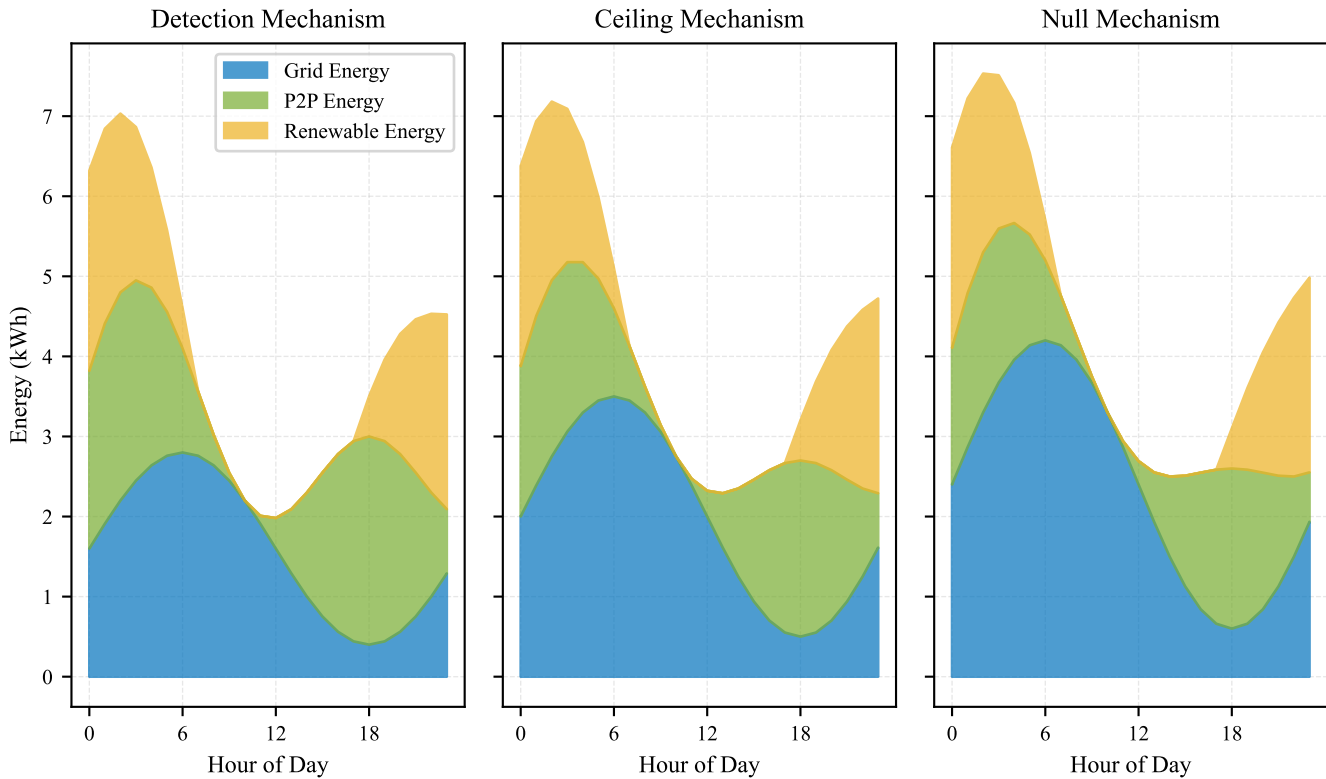 Detection Mechanism
Ceiling Mechanism
Null Mechanism
Grid Energy
P2P Energy
Renewable Energy
Energy (kWh)
7
6
5
4
3
2
1
0
0 6 12 18
0 6 12 18
0 6 12 18
Hour of Day
Hour of Day
Hour of Day